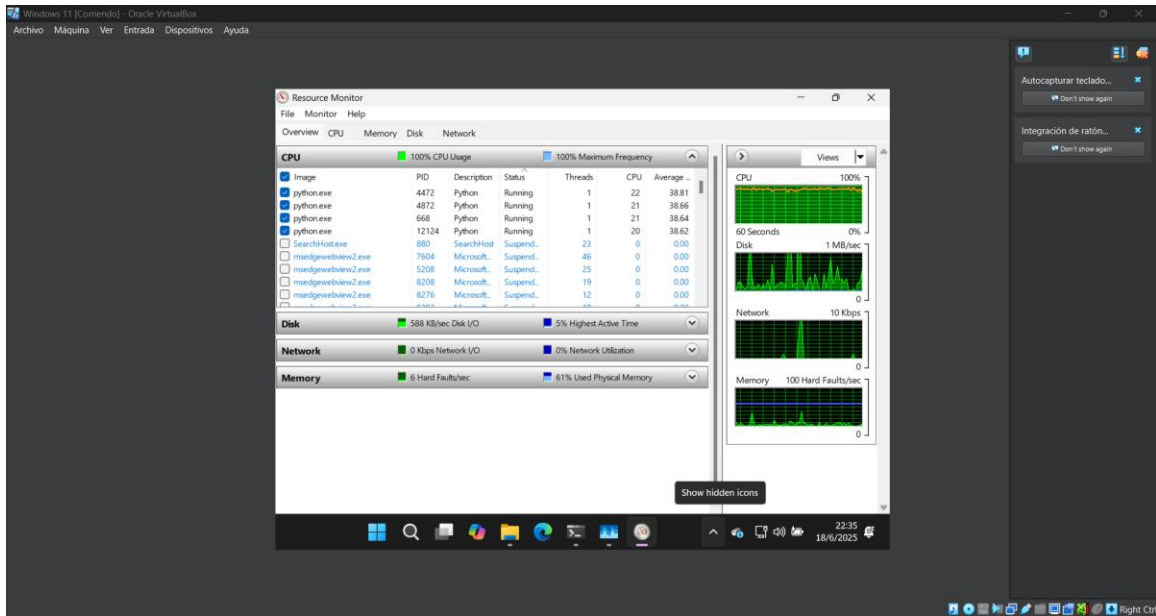 Windows 11 [Corriendo] - Oracle VirtualBox
Archivo Máquina Ver Entrada Dispositivos Ayuda
Autocapturar teclado...
Don't show again
Integración de ratón...
Don't show again
Resource Monitor
File Monitor Help
Overview CPU Memory Disk Network
CPU 100% CPU Usage 100% Maximum Frequency
Image PID Description Status Threads CPU Average ...
python.exe 4472 Python Running 1 22 38.81
python.exe 4872 Python Running 1 21 38.66
python.exe 668 Python Running 1 21 38.64
python.exe 12124 Python Running 1 20 38.62
SearchHost.exe 880 SearchHost Suspend... 23 0 0.00
msedgewebview2.exe 7604 Microsoft... Suspend... 46 0 0.00
msedgewebview2.exe 5208 Microsoft... Suspend... 25 0 0.00
msedgewebview2.exe 8208 Microsoft... Suspend... 19 0 0.00
msedgewebview2.exe 8276 Microsoft... Suspend... 12 0 0.00
Disk 588 KB/sec Disk I/O 5% Highest Active Time
Network 0 Kbps Network I/O 0% Network Utilization
Memory 6 Hard Faults/sec 61% Used Physical Memory
Views
CPU 100%
60 Seconds 0%
Disk 1 MB/sec
0
Network 10 Kbps
0
Memory 100 Hard Faults/sec
0
Show hidden icons
22:35
18/6/2025
Right Ctrl